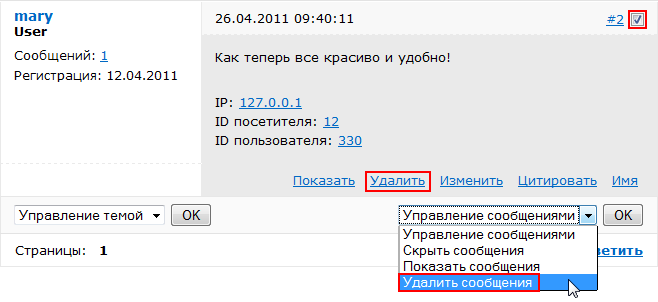 mary
User
Сообщений: 1
Регистрация: 12.04.2011
26.04.2011 09:40:11
#2
Как теперь все красиво и удобно!
IP: 127.0.0.1
ID посетителя: 12
ID пользователя: 330
Показать Удалить Изменить Цитировать Имя
Управление темой OK
Управление сообщениями OK
Управление сообщениями
Скрыть сообщения
Показать сообщения
Удалить сообщения
Страницы: 1
ветить